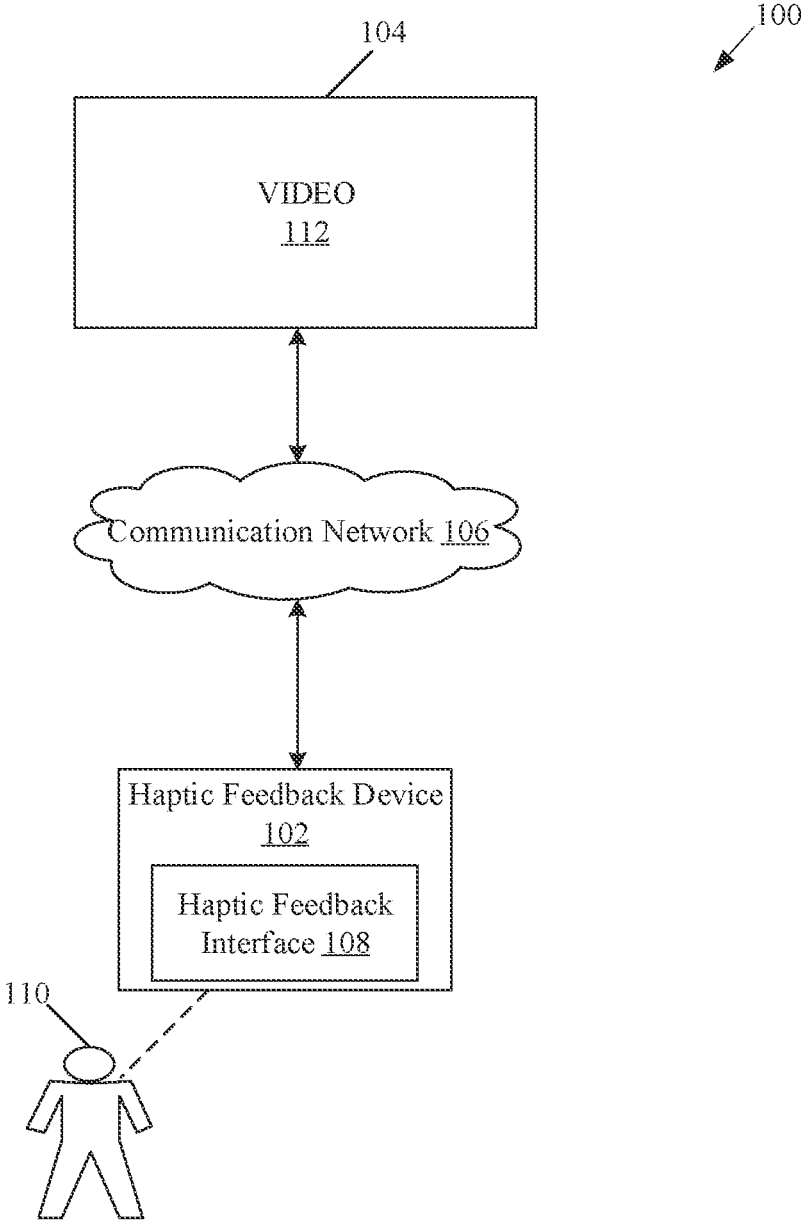 100
104
VIDEO
112
Communication Network 106
Haptic Feedback Device
102
Haptic Feedback
Interface 108
110